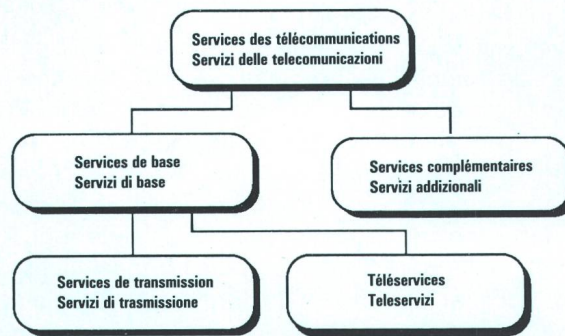 Services des télécommunications
Servizi delle telecomunicazioni
Services de base
Servizi di base
Services complémentaires
Servizi addizionali
Services de transmission
Servizi di trasmissione
Téléservices
Teleservizi